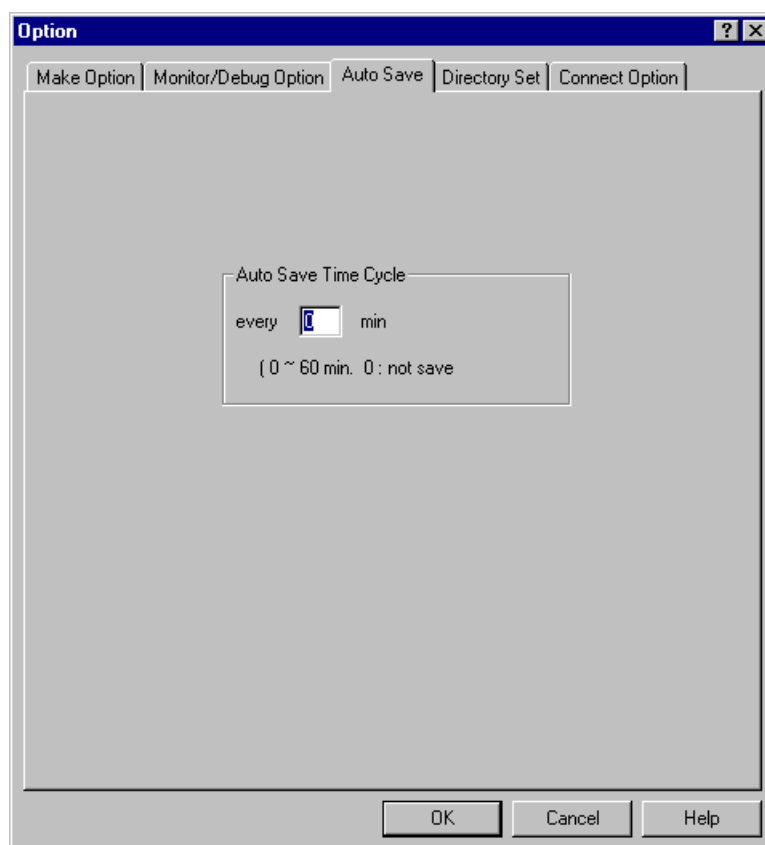 Option
Make Option Monitor/Debug Option Auto Save Directory Set Connect Option
Auto Save Time Cycle
every 0 min
( 0 ~ 60 min. 0 : not save
OK Cancel Help